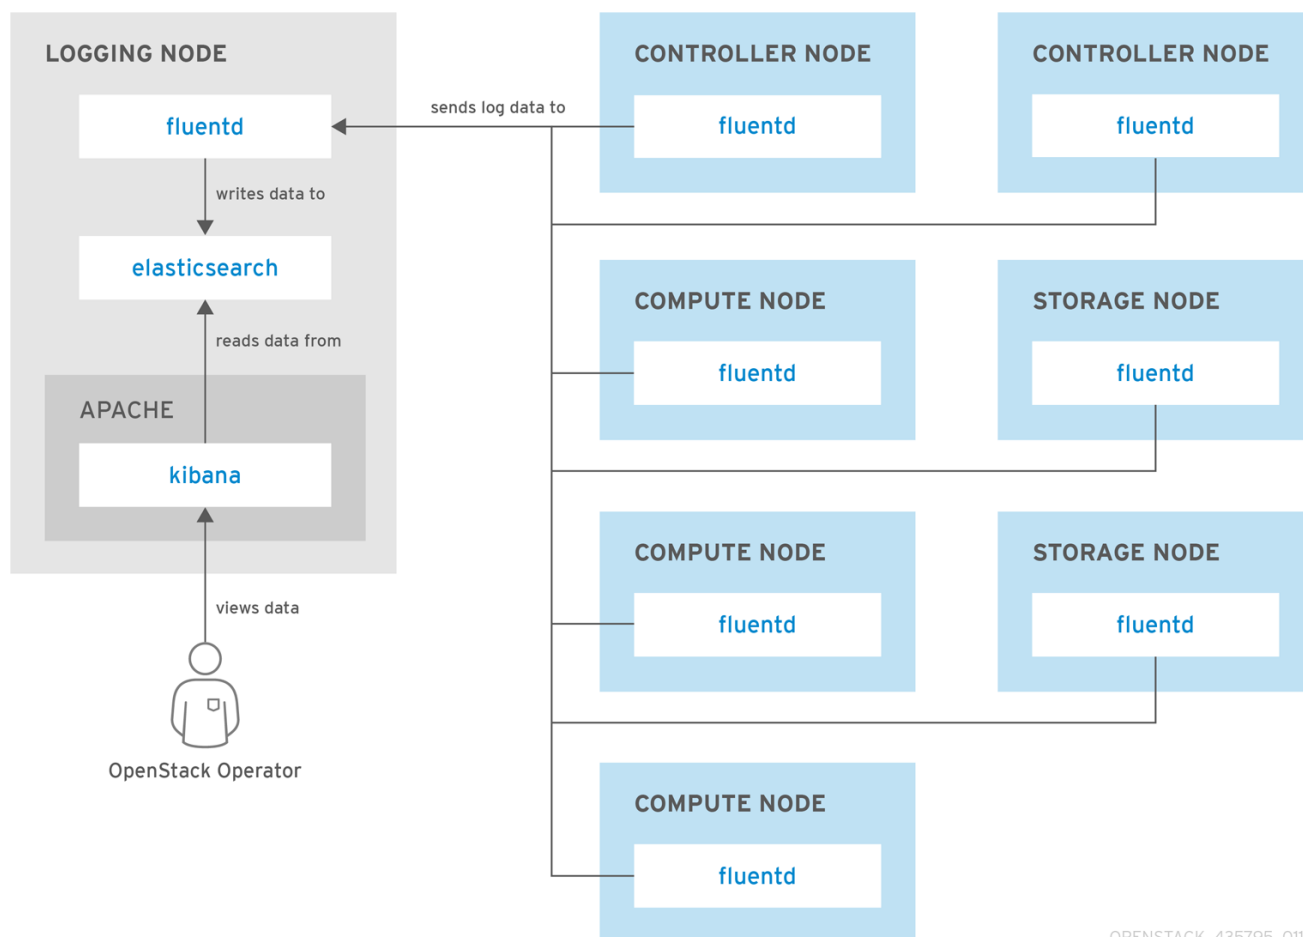 LOGGING NODE
fluentd
writes data to
elasticsearch
reads data from
APACHE
kibana
views data
OpenStack Operator
sends log data to
CONTROLLER NODE
fluentd
CONTROLLER NODE
fluentd
COMPUTE NODE
fluentd
STORAGE NODE
fluentd
COMPUTE NODE
fluentd
STORAGE NODE
fluentd
COMPUTE NODE
fluentd